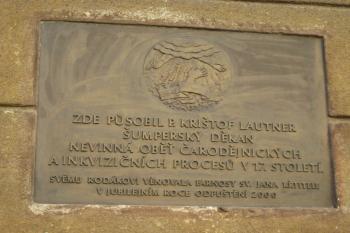 ZDE PŮSOBIL P. KRIŠTOF LAUTNER
ŠUMPERSKÝ DĚKAN
NEVINNÁ OBĚŤ ČARODĚJNICKÝCH
A INKVIZIČNÍCH PROCESŮ V 17. STOLETÍ.
SVÉMU RODÁKOVI VĚNOVALA FARNOST SV. JANA KŘTITELE
V JUBILEJNÍM ROCE ODPUŠTĚNÍ 2000